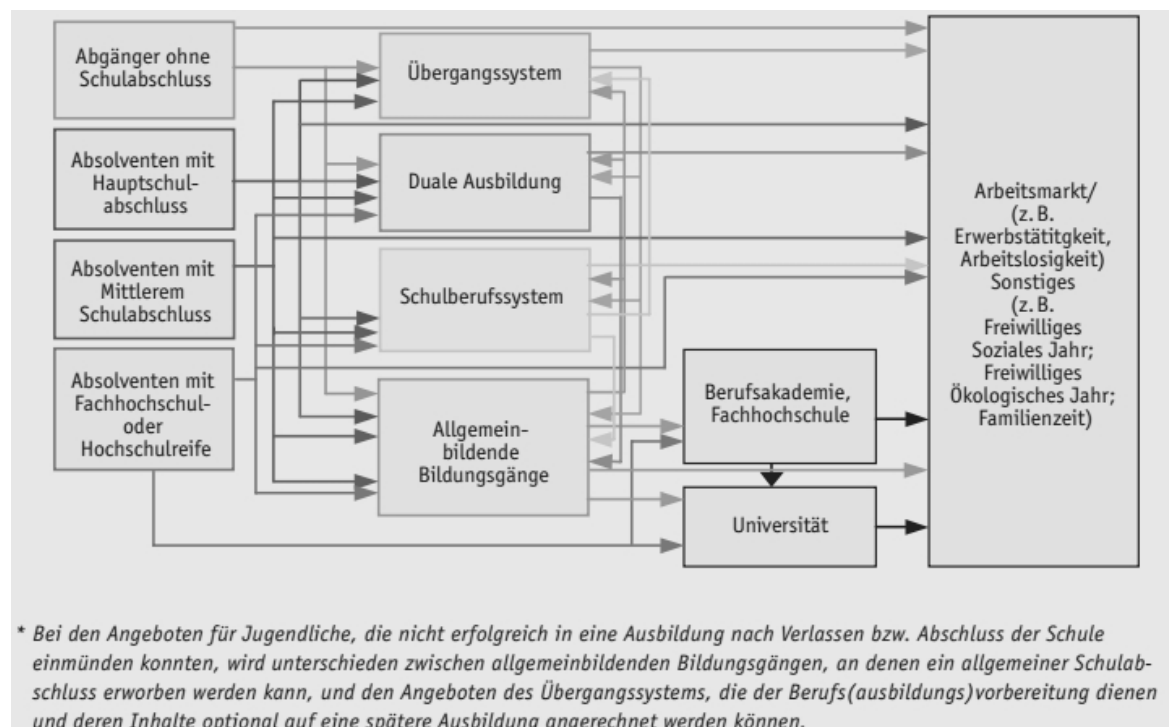 Abgänger ohne
Schulabschluss
Absolventen mit
Hauptschul-
abschluss
Absolventen mit
Mittlerem
Schulabschluss
Absolventen mit
Fachhochschul-
oder
Hochschulreife
Übergangssystem
Duale Ausbildung
Schulberufssystem
Allgemein-
bildende
Bildungsgänge
Berufsakademie,
Fachhochschule
Universität
Arbeitsmarkt/
(z. B.
Erwerbstätitgkeit,
Arbeitslosigkeit)
Sonstiges
(z. B.
Freiwilliges
Soziales Jahr;
Freiwilliges
Ökologisches Jahr;
Familienzeit)
* Bei den Angeboten für Jugendliche, die nicht erfolgreich in eine Ausbildung nach Verlassen bzw. Abschluss der Schule
einmünden konnten, wird unterschieden zwischen allgemeinbildenden Bildungsgängen, an denen ein allgemeiner Schulab-
schluss erworben werden kann, und den Angeboten des Übergangssystems, die der Berufs(ausbildungs)vorbereitung dienen
und deren Inhalte optional auf eine spätere Ausbildung angerechnet werden können.